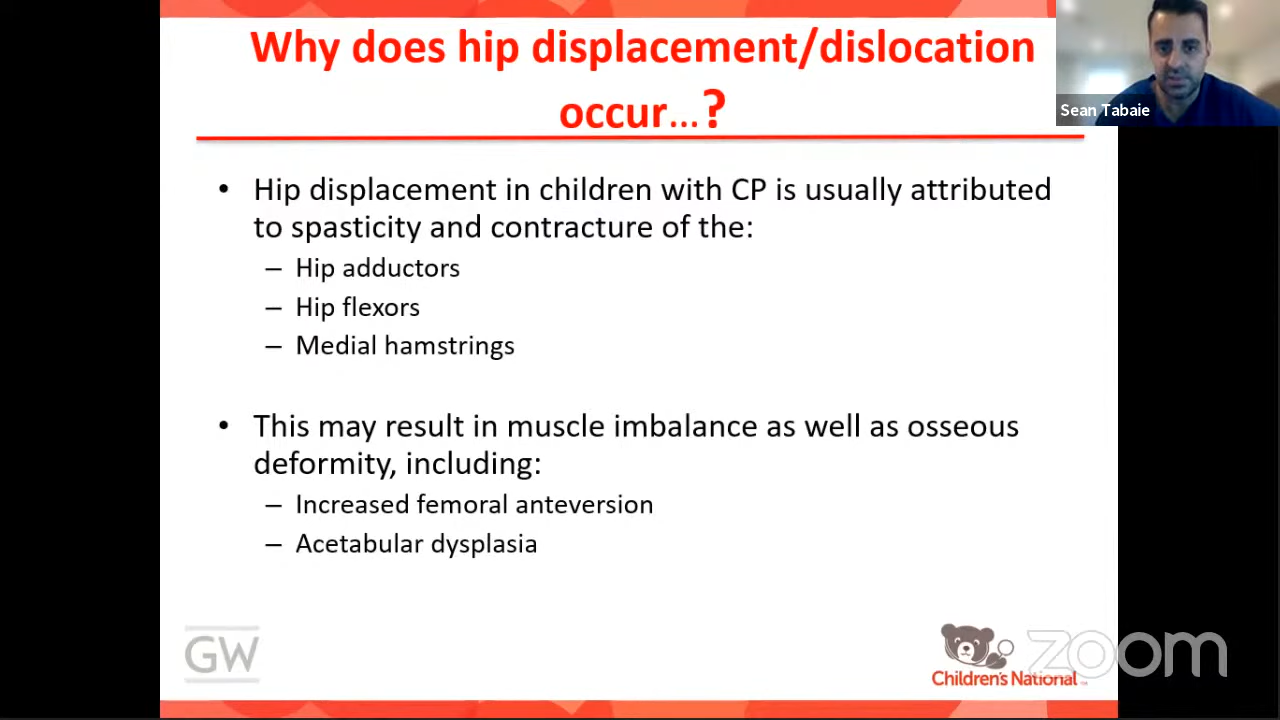 Why does hip displacement/dislocation
occur...?
Sean Tabaie
• Hip displacement in children with CP is usually attributed
to spasticity and contracture of the:
– Hip adductors
– Hip flexors
– Medial hamstrings
• This may result in muscle imbalance as well as osseous
deformity, including:
– Increased femoral anteversion
– Acetabular dysplasia
GW
Children's National ™
zoom